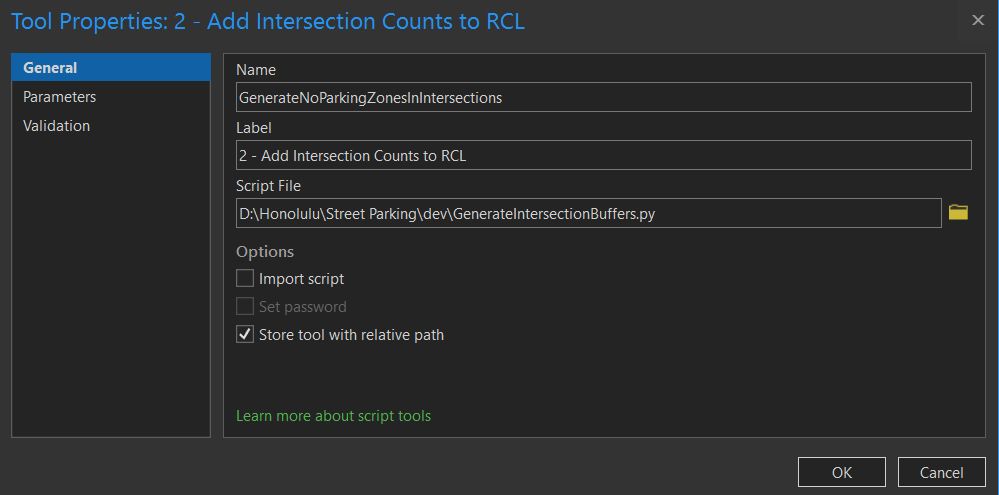 Tool Properties: 2 - Add Intersection Counts to RCL
General
Parameters
Validation
Name
GenerateNoParkingZonesInIntersections
Label
2 - Add Intersection Counts to RCL
Script File
D:\Honolulu\Street Parking\dev\GenerateIntersectionBuffers.py
Options
Import script
Set password
Store tool with relative path
Learn more about script tools
OK
Cancel